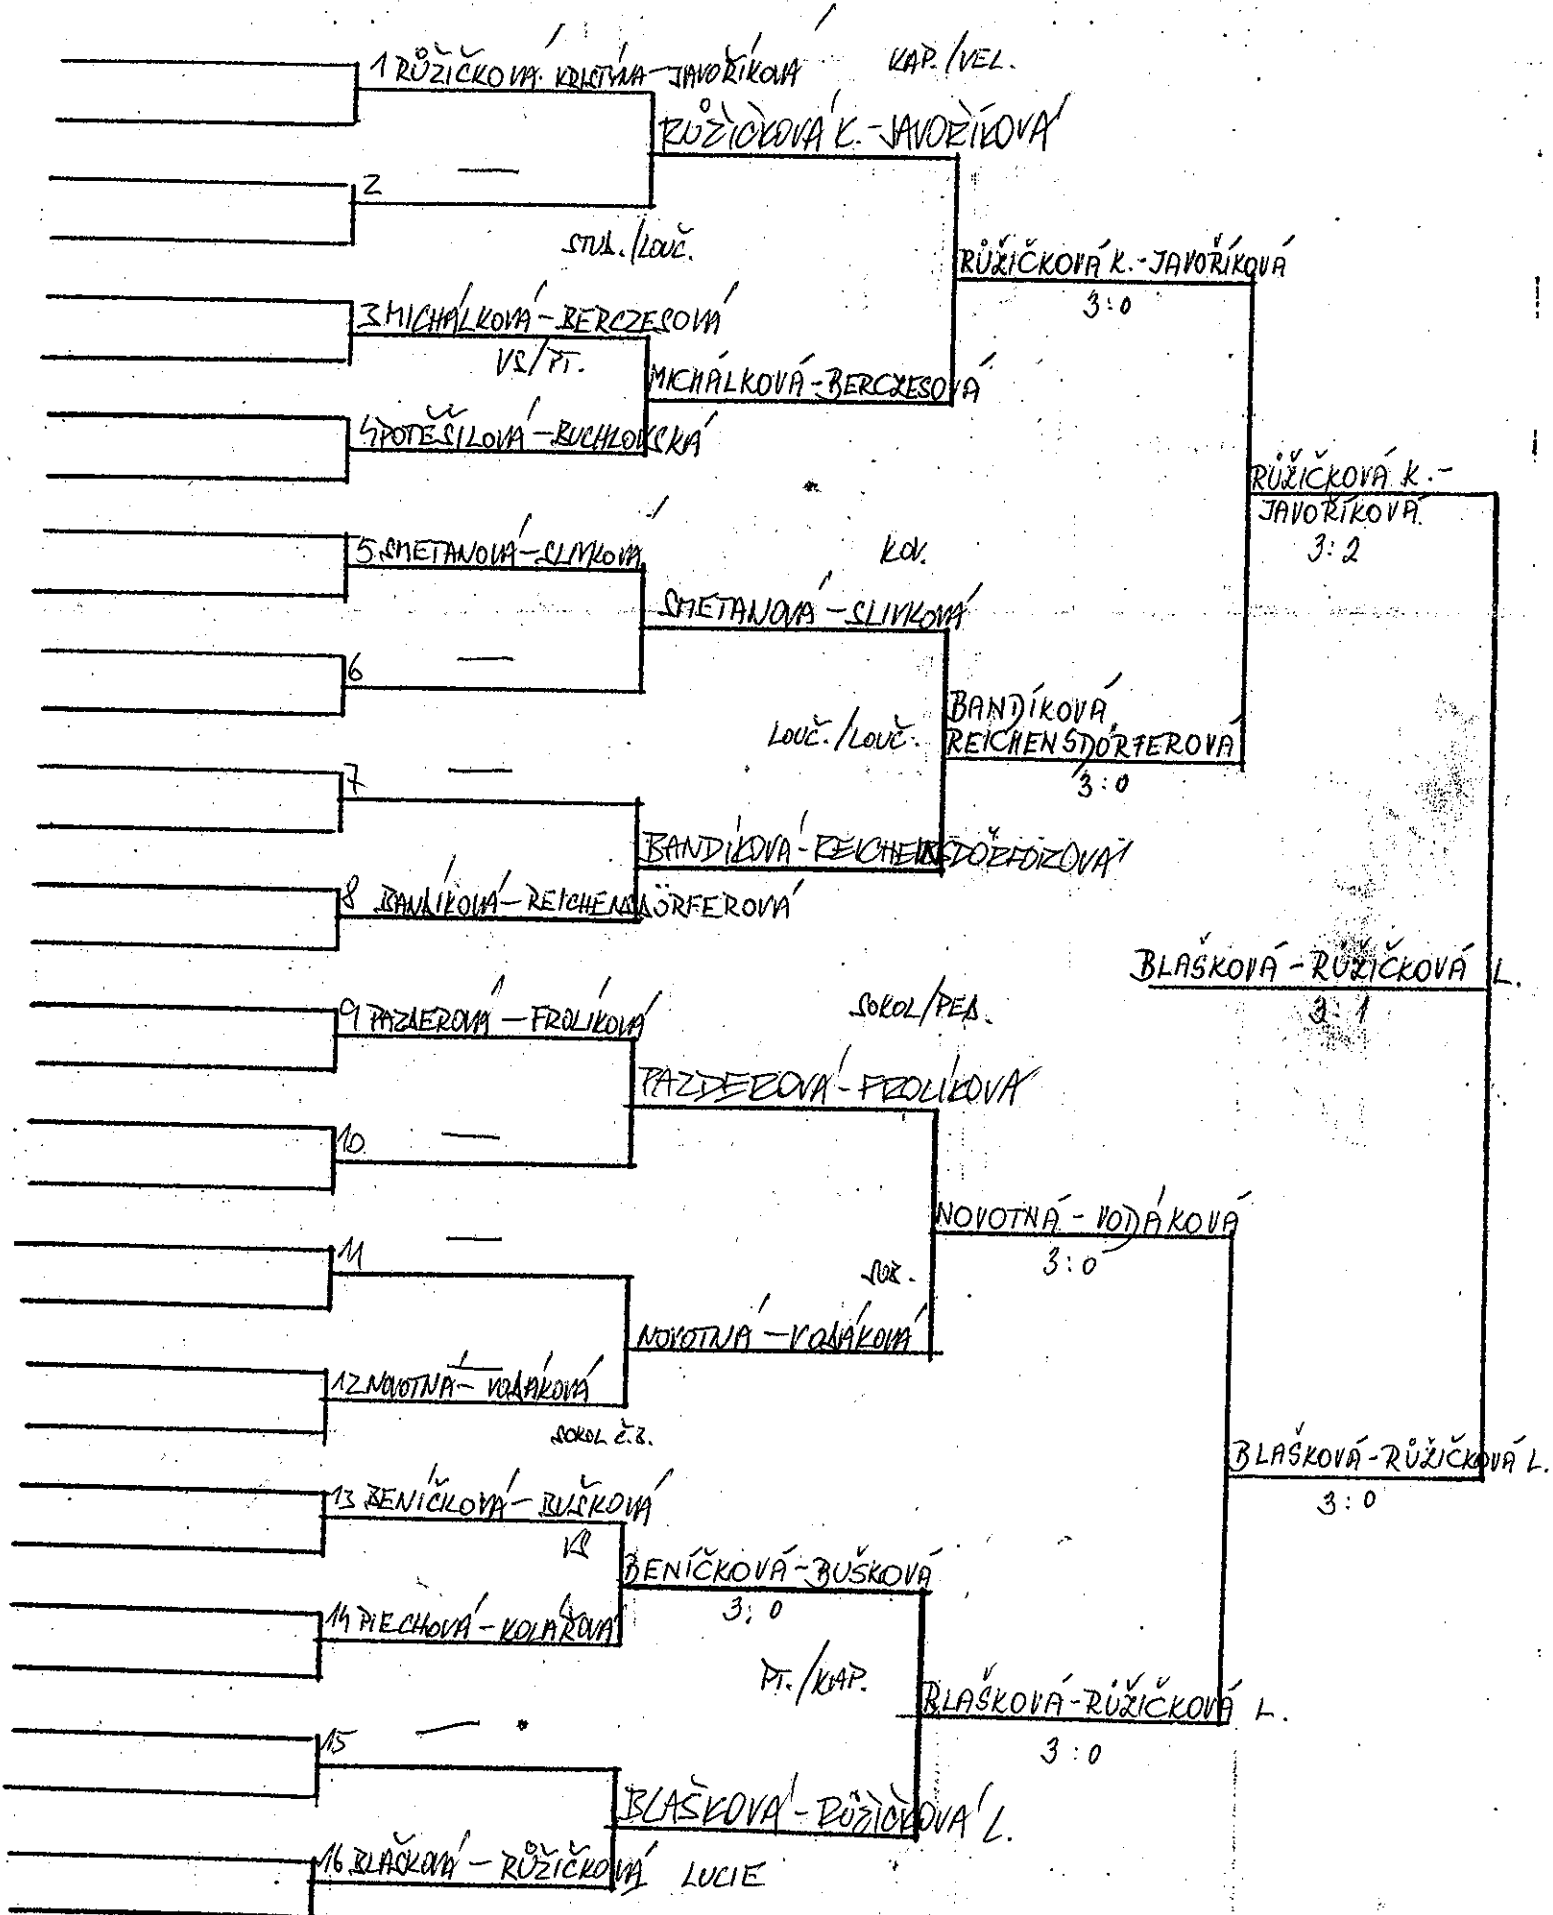 1 RŮŽIČKOVÁ KRISTÝNA-JAVOŘÍKOVÁ
KAP./VEL.
RŮŽIČKOVÁ K.-JAVOŘÍKOVÁ
2 —
STUD./LOUČ.
RŮŽIČKOVÁ K.-JAVOŘÍKOVÁ
3:0
3 MICHÁLKOVÁ-BERCZESOVÁ
VS/PT.
MICHÁLKOVÁ-BERCZESOVÁ
4 POTĚŠILOVÁ-BUCHLOVSKÁ
RŮŽIČKOVÁ K.-
JAVOŘÍKOVÁ
3:2
5 SMETANOVÁ-SLIVKOVÁ
KOV.
SMETANOVÁ-SLIVKOVÁ
6 —
BANDÍKOVÁ
LOUČ./LOUČ.
REICHENSDÖRFEROVÁ
3:0
7 —
BANDÍKOVÁ-REICHENSDÖRFEROVÁ
8 BANDÍKOVÁ-REICHENSDÖRFEROVÁ
BLAŠKOVÁ-RŮŽIČKOVÁ L.
3:1
9 PAZDEROVÁ-FROLÍKOVÁ
SOKOL/PED.
PAZDEROVÁ-FROLÍKOVÁ
10 —
NOVOTNÁ-VODÁKOVÁ
3:0
11 —
NOVOTNÁ-VODÁKOVÁ
12 NOVOTNÁ-VODÁKOVÁ
SOKOL Č.B.
BLAŠKOVÁ-RŮŽIČKOVÁ L.
3:0
13 BENÍČKOVÁ-BUŠKOVÁ
VS
BENÍČKOVÁ-BUŠKOVÁ
3:0
14 PIECHOVÁ-KOLÁŘOVÁ
PT./KAP.
BLAŠKOVÁ-RŮŽIČKOVÁ L.
3:0
15 —
BLAŠKOVÁ-RŮŽIČKOVÁ L.
16 BLAŠKOVÁ-RŮŽIČKOVÁ LUCIE